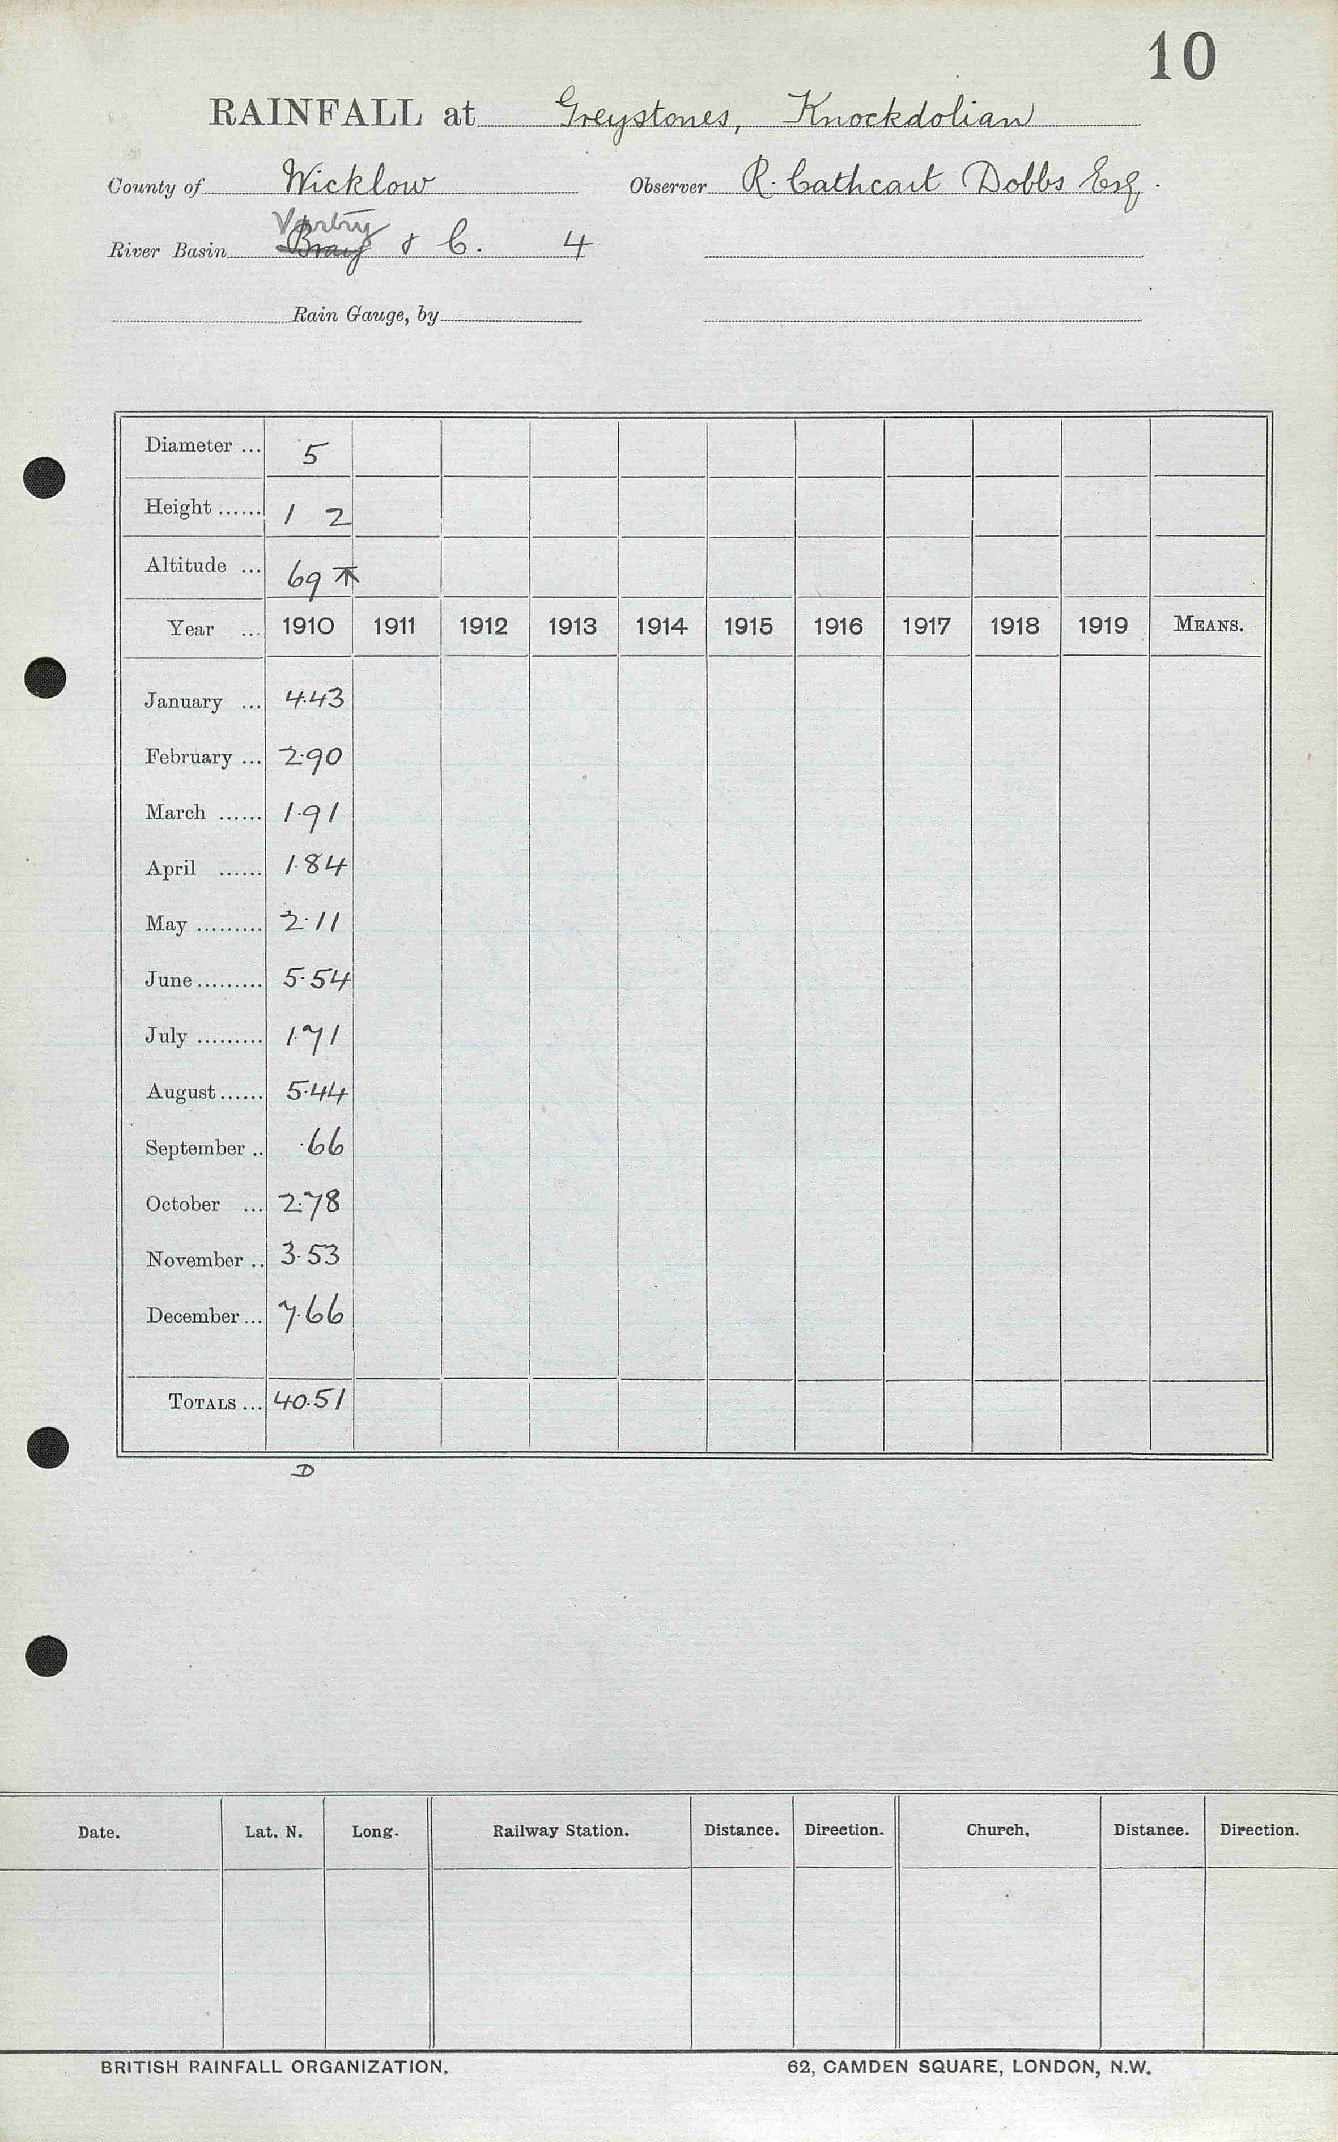 10
RAINFALL at Greystones, Knockdolian
County of Wicklow Observer R. Cathcart Dobbs Esq.
Vartry
River Basin Bray & C. 4
Rain Gauge, by
Diameter ... 5
Height ...... 1 2
Altitude ... 69
Year ... 1910 1911 1912 1913 1914 1915 1916 1917 1918 1919 MEANS.
January ... 4.43
February ... 2.90
March ...... 1.91
April ...... 1.84
May ......... 2.11
June ......... 5.54
July ......... 1.71
August ...... 5.44
September .. .66
October ... 2.78
November .. 3.53
December ... 7.66
TOTALS ... 40.51
D
Date. Lat. N. Long. Railway Station. Distance. Direction. Church. Distance. Direction.
BRITISH RAINFALL ORGANIZATION. 62, CAMDEN SQUARE, LONDON, N.W.